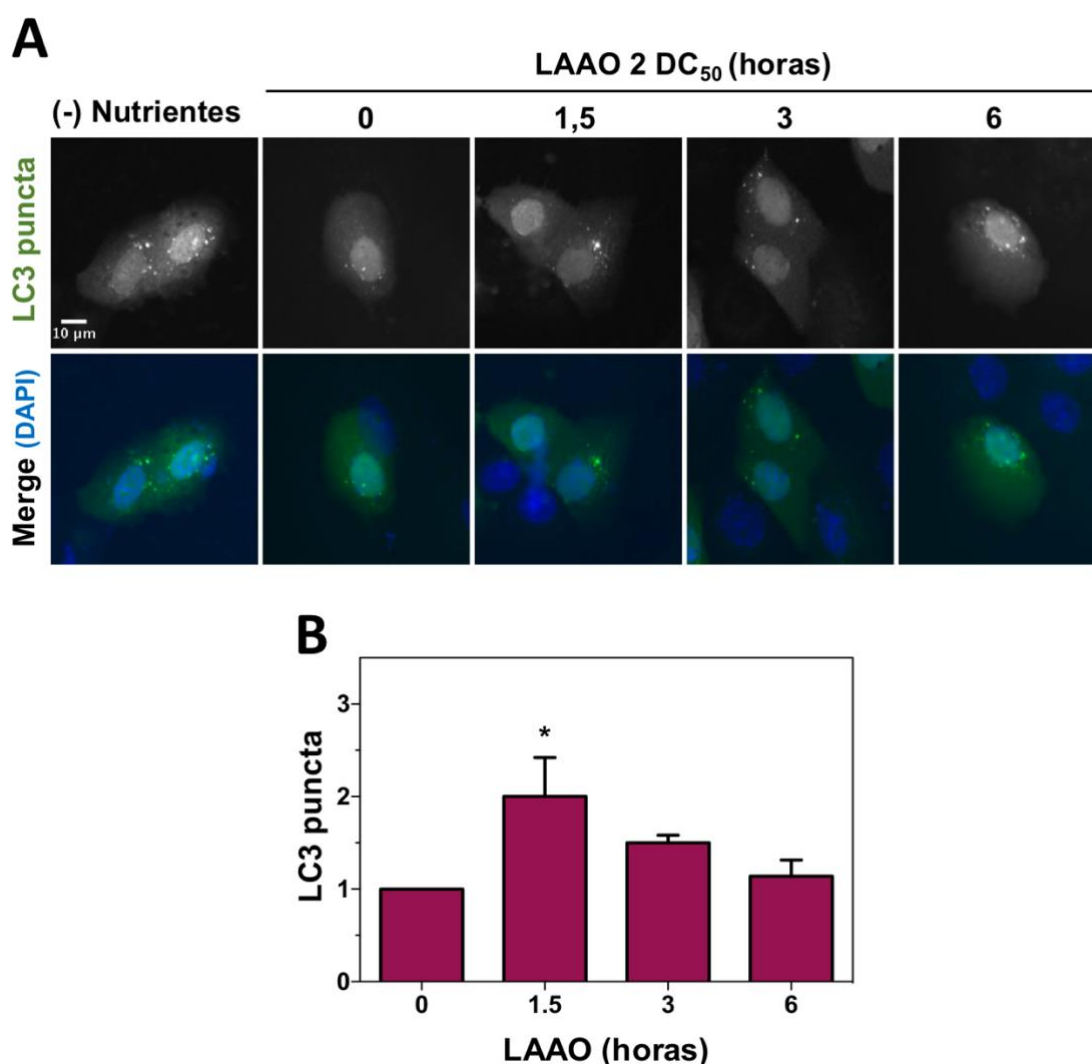 A
LAAO 2 DC₅₀ (horas)
(-) Nutrientes 0 1,5 3 6
LC3 puncta
10 µm
Merge (DAPI)
B
LC3 puncta
3
2
1
0
*
0 1.5 3 6
LAAO (horas)